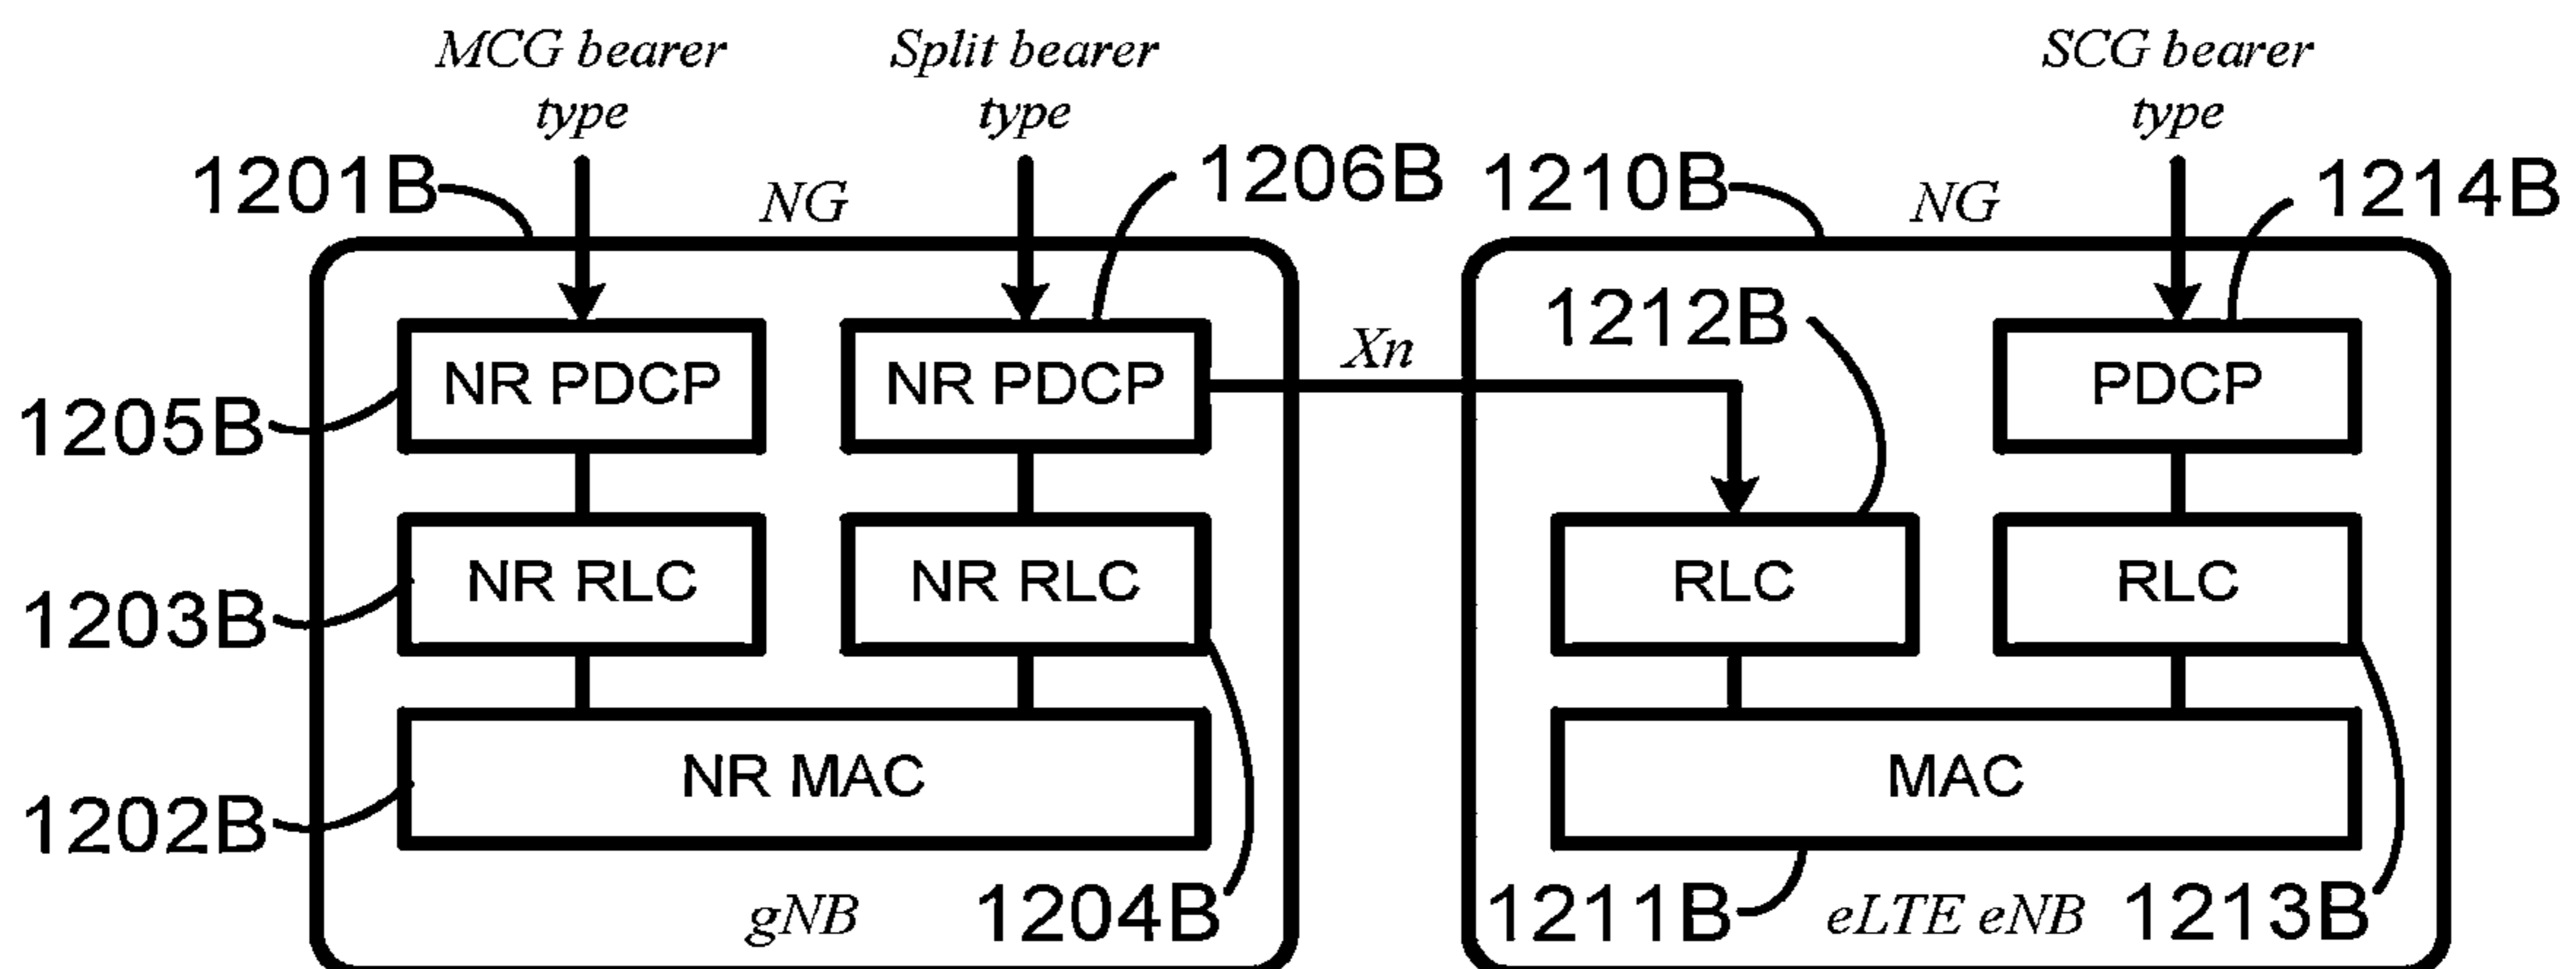 MCG bearer
type
Split bearer
type
SCG bearer
type
1201B
NG
1206B
1210B
NG
1214B
1212B
Xn
NR PDCP
NR PDCP
PDCP
1205B
NR RLC
NR RLC
RLC
RLC
1203B
NR MAC
MAC
1202B
gNB
1204B
1211B
eLTE eNB
1213B